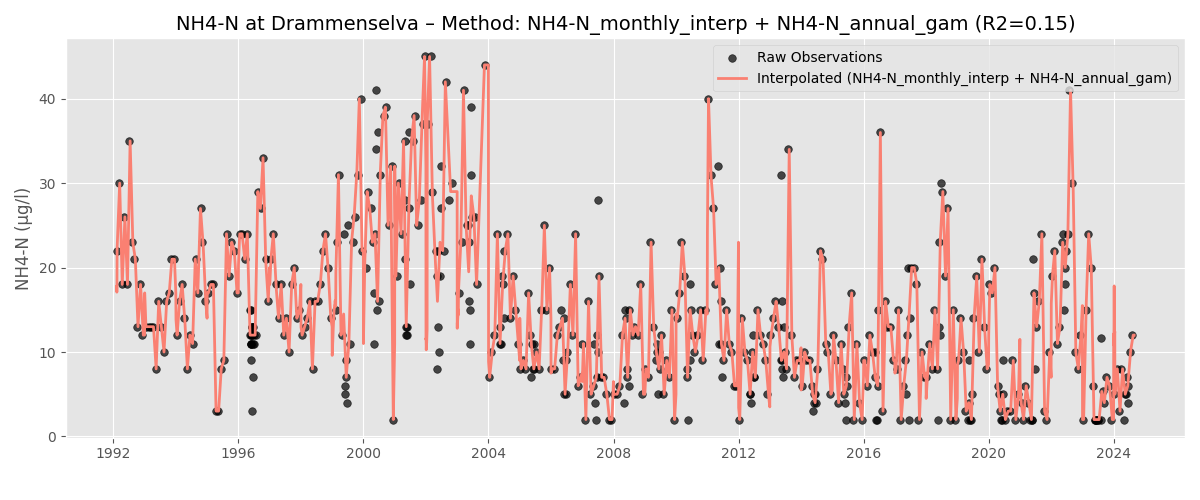 NH4-N at Drammenselva – Method: NH4-N_monthly_interp + NH4-N_annual_gam (R2=0.15)
Raw Observations
Interpolated (NH4-N_monthly_interp + NH4-N_annual_gam)
NH4-N (µg/l)
40
30
20
10
0
1992 1996 2000 2004 2008 2012 2016 2020 2024